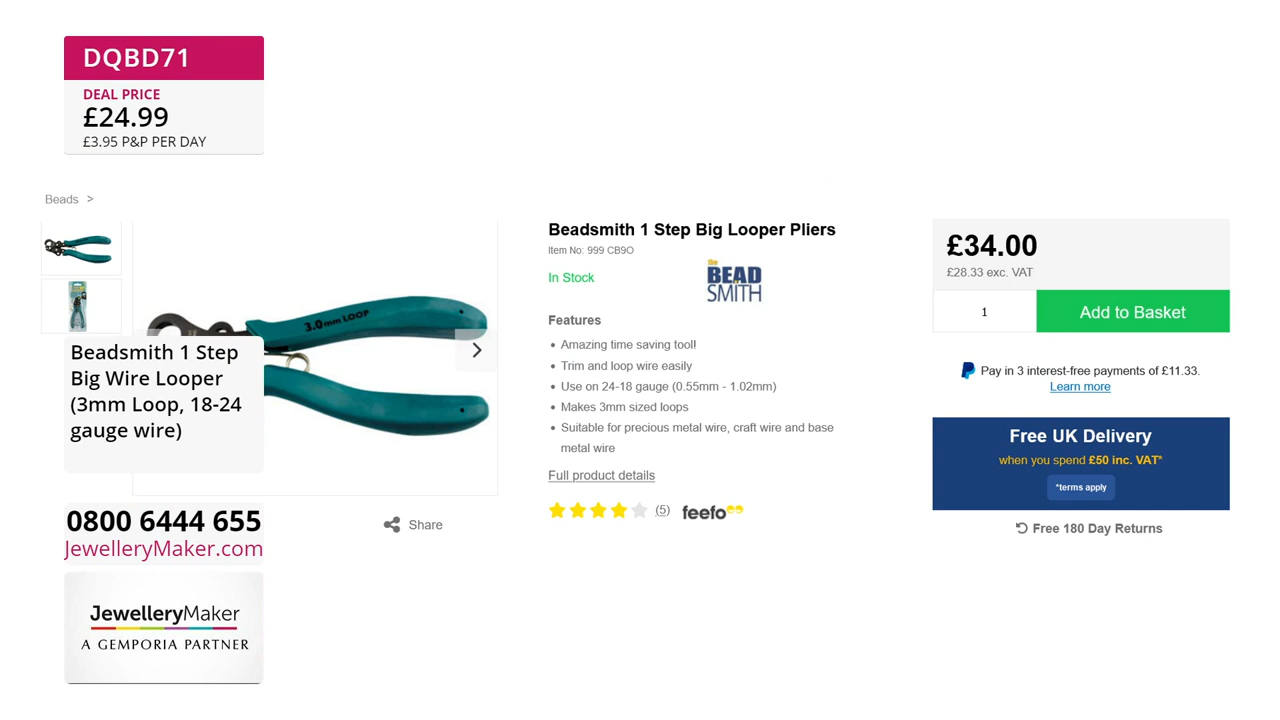 DQBD71
DEAL PRICE
£24.99
£3.95 P&P PER DAY
Beads >
3.0mm LOOP
Beadsmith 1 Step
Big Wire Looper
(3mm Loop, 18-24
gauge wire)
0800 6444 655
JewelleryMaker.com
JewelleryMaker
A GEMPORIA PARTNER
Share
Beadsmith 1 Step Big Looper Pliers
Item No: 999 CB9O
In Stock
the
BEAD
SMITH
Features
• Amazing time saving tool!
• Trim and loop wire easily
• Use on 24-18 gauge (0.55mm - 1.02mm)
• Makes 3mm sized loops
• Suitable for precious metal wire, craft wire and base
metal wire
Full product details
(5) feefo
£34.00
£28.33 exc. VAT
1 Add to Basket
Pay in 3 interest-free payments of £11.33.
Learn more
Free UK Delivery
when you spend £50 inc. VAT*
*terms apply
Free 180 Day Returns